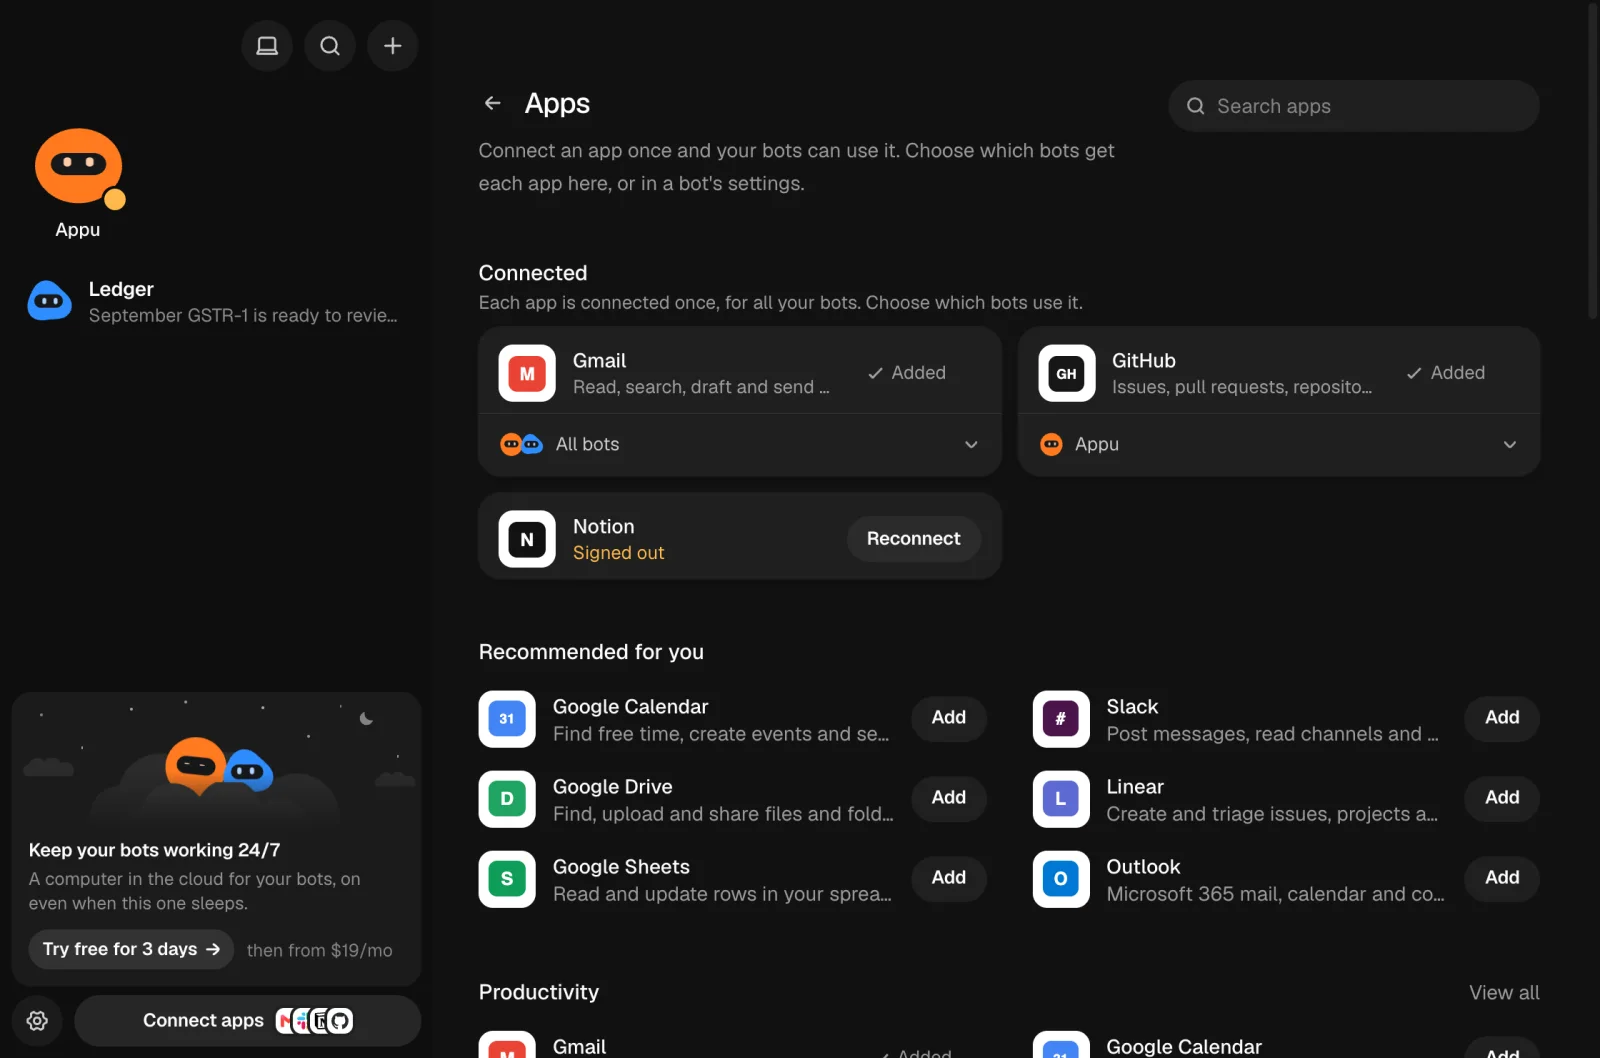 Appu
Ledger
September GSTR-1 is ready to revie...
Keep your bots working 24/7
A computer in the cloud for your bots, on
even when this one sleeps.
Try free for 3 days →
then from $19/mo
Connect apps
Apps
Search apps
Connect an app once and your bots can use it. Choose which bots get
each app here, or in a bot's settings.
Connected
Each app is connected once, for all your bots. Choose which bots use it.
M
Gmail
Read, search, draft and send ...
Added
All bots
GH
GitHub
Issues, pull requests, reposito...
Added
Appu
N
Notion
Signed out
Reconnect
Recommended for you
31
Google Calendar
Find free time, create events and se...
Add
#
Slack
Post messages, read channels and ...
Add
D
Google Drive
Find, upload and share files and fold...
Add
L
Linear
Create and triage issues, projects a...
Add
S
Google Sheets
Read and update rows in your sprea...
Add
O
Outlook
Microsoft 365 mail, calendar and co...
Add
Productivity
View all
M
Gmail
Added
31
Google Calendar
Add